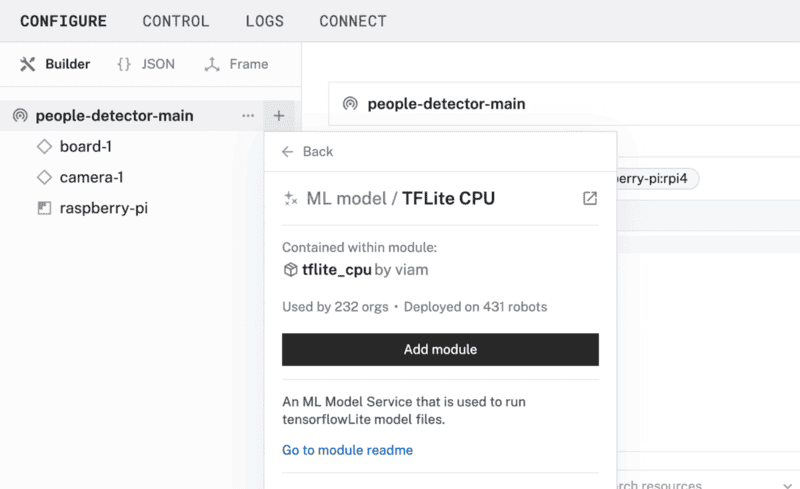 CONFIGURE CONTROL LOGS CONNECT
Builder {} JSON Frame
people-detector-main ... +
board-1
camera-1
raspberry-pi
people-detector-main
Back
ML model / TFLite CPU
erry-pi:rpi4
Contained within module:
tflite_cpu by viam
Used by 232 orgs • Deployed on 431 robots
Add module
An ML Model Service that is used to run
tensorflowLite model files.
Go to module readme
resources